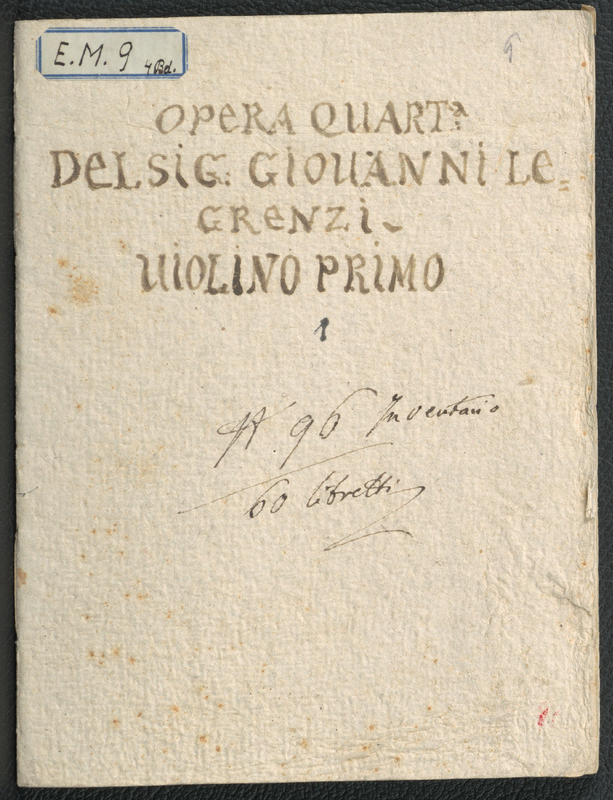 E.M. 9
4 Bd.
OPERA QUARTª
DEL SIG: GIOUANNI LE=
GRENZI
UIOLINO PRIMO
1
96 Inventario
60 libretti